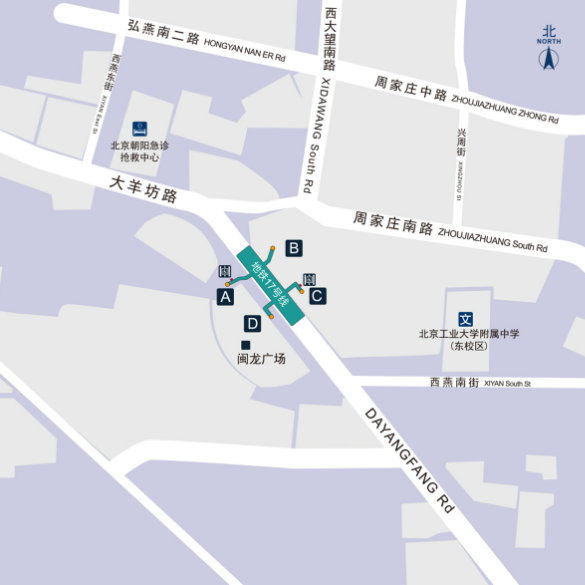 弘燕南二路 HONGYAN NAN ER Rd
北
NORTH
西大望南路 XIDAWANG South Rd
西燕东街 XIYAN East St
周家庄中路 ZHOUJIAZHUANG ZHONG Rd
兴周街 XINGZHOU St
北京朝阳急诊
抢救中心
大羊坊路
周家庄南路 ZHOUJIAZHUANG South Rd
B
地铁17号线
A
C
D
闽龙广场
文
北京工业大学附属中学
(东校区)
西燕南街 XIYAN South St
DAYANGFANG Rd